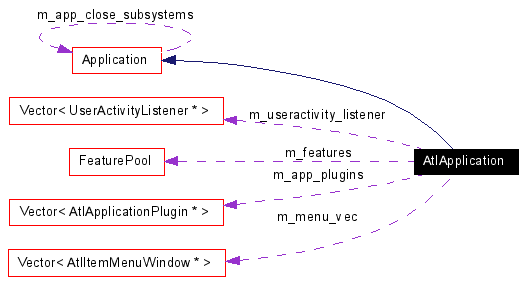 m_app_close_subsystems
Application
Vector< UserActivityListener * >
m_useractivity_listener
m_features
FeaturePool
AtlApplication
m_app_plugins
Vector< AtlApplicationPlugin * >
m_menu_vec
Vector< AtlItemMenuWindow * >